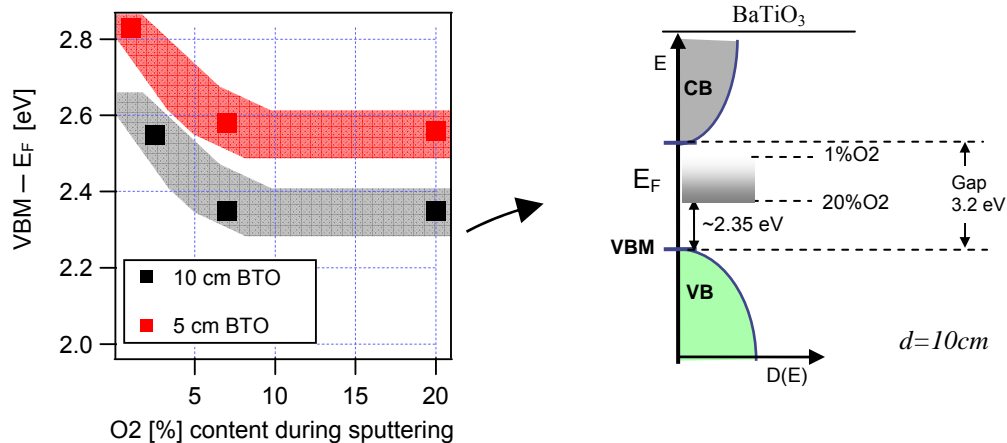 2.8
2.6
2.4
2.2
2.0
VBM — EF [eV]
10 cm BTO
5 cm BTO
5
10
15
20
O2 [%] content during sputtering
BaTiO3
E
CB
1%O2
EF
20%O2
Gap
3.2 eV
~2.35 eV
VBM
VB
d=10cm
D(E)